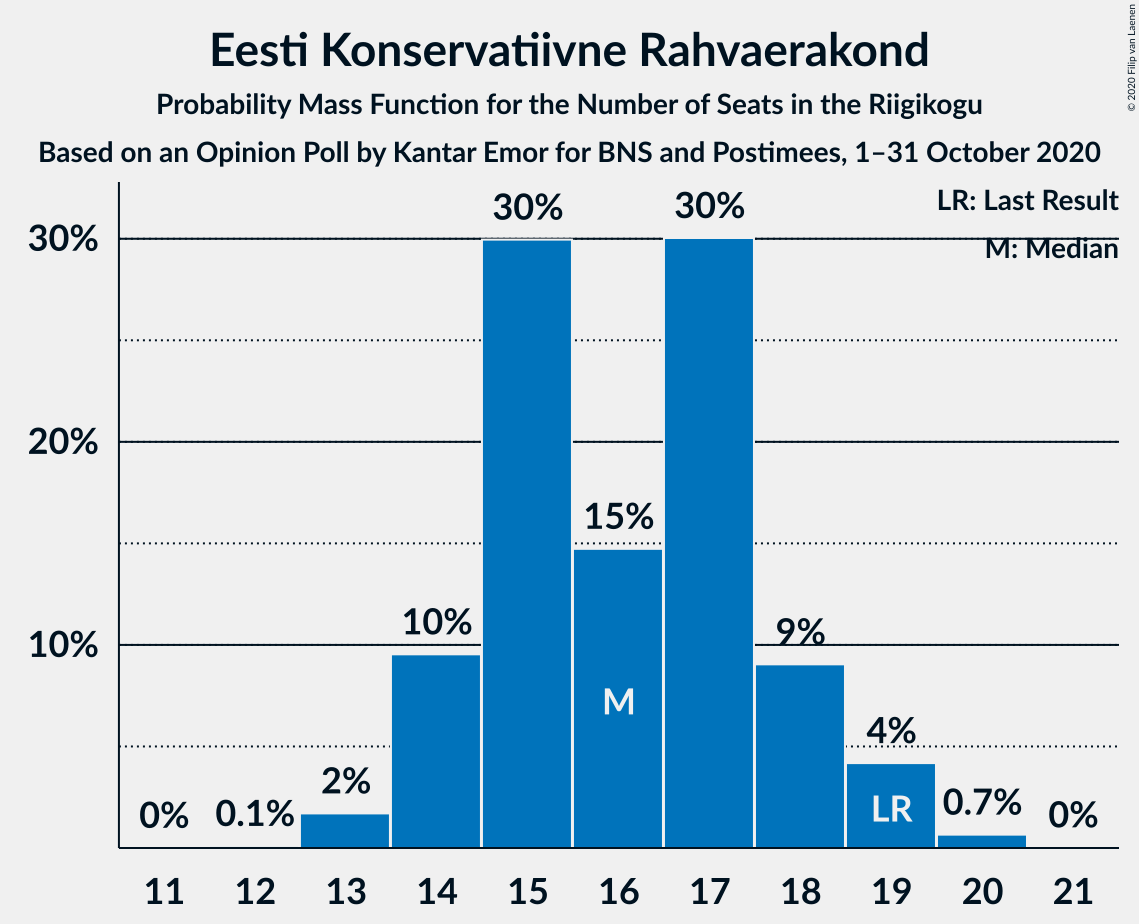 Eesti Konservatiivne Rahvaerakond
Probability Mass Function for the Number of Seats in the Riigikogu
Based on an Opinion Poll by Kantar Emor for BNS and Postimees, 1–31 October 2020
© 2020 Filip van Laenen
LR: Last Result
M: Median
30%
20%
10%
0%
0.1%
2%
10%
30%
15%
30%
9%
4%
0.7%
0%
M
LR
11 12 13 14 15 16 17 18 19 20 21